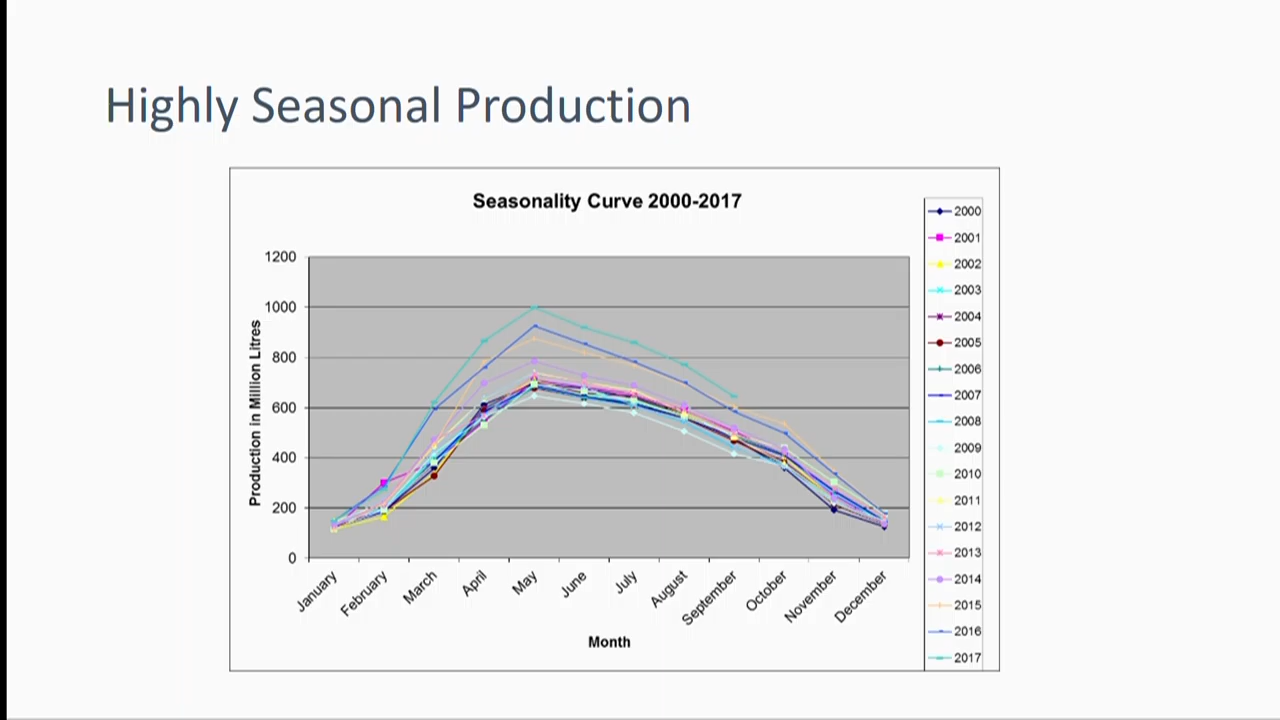 Highly Seasonal Production
Seasonality Curve 2000-2017
Production in Million Litres
1200
1000
800
600
400
200
0
January
February
March
April
May
June
July
August
September
October
November
December
Month
2000
2001
2002
2003
2004
2005
2006
2007
2008
2009
2010
2011
2012
2013
2014
2015
2016
2017